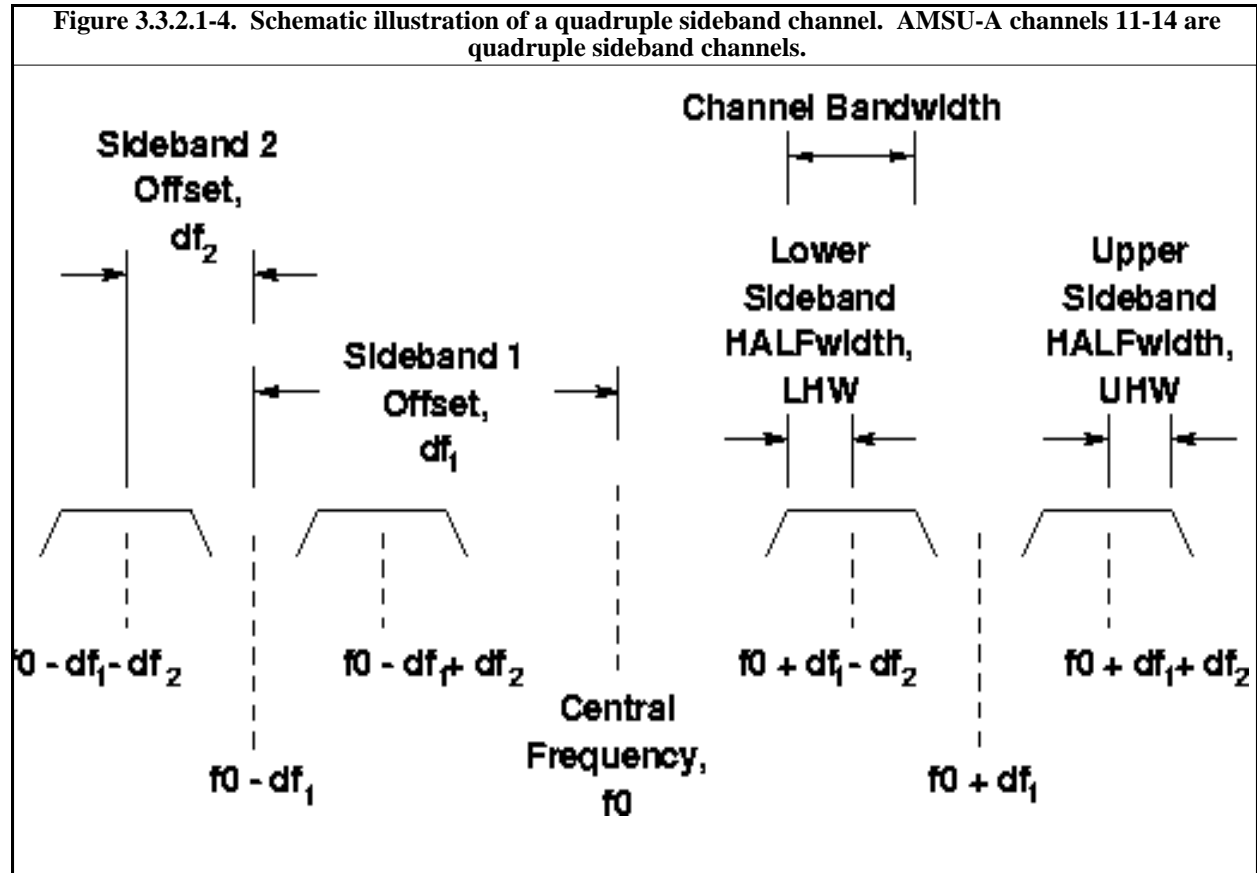 Figure 3.3.2.1-4. Schematic illustration of a quadruple sideband channel. AMSU-A channels 11-14 are
quadruple sideband channels.
Channel Bandwidth
Sideband 2
Offset,
df2
Lower
Sideband
HALFwidth,
LHW
Upper
Sideband
HALFwidth,
UHW
Sideband 1
Offset,
df1
f0 - df1 - df2
f0 - df1+ df2
f0 + df1 - df2
f0 + df1+ df2
Central
Frequency,
f0
f0 - df1
f0 + df1